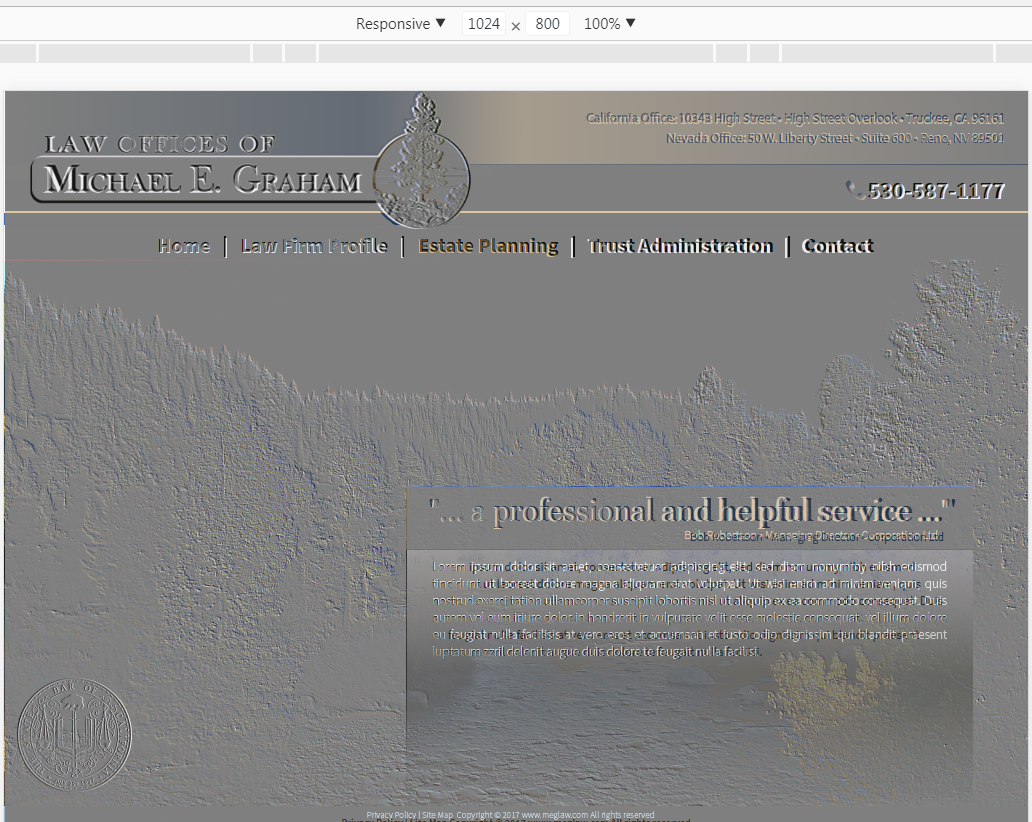 Responsive ▼ 1024 × 800 100% ▼
California Office: 10343 High Street • High Street Overlook • Truckee, CA 96161
Nevada Office: 50 W. Liberty Street • Suite 600 • Reno, NV 89501
LAW OFFICES OF
MICHAEL E. GRAHAM
530-587-1177
Home | Law Firm Profile | Estate Planning | Trust Administration | Contact
"... a professional and helpful service ..."
Bob Robertson - Managing Director Corporation Ltd
Lorem ipsum dolor sit amet, consectetuer adipiscing elit, sed diam nonummy nibh euismod
tincidunt ut laoreet dolore magna aliquam erat volutpat. Ut wisi enim ad minim veniam, quis
nostrud exerci tation ullamcorper suscipit lobortis nisl ut aliquip ex ea commodo consequat. Duis
autem vel eum iriure dolor in hendrerit in vulputate velit esse molestie consequat, vel illum dolore
eu feugiat nulla facilisis at vero eros et accumsan et iusto odio dignissim qui blandit praesent
luptatum zzril delenit augue duis dolore te feugait nulla facilisi.
BAR OF
Privacy Policy | Site Map Copyright © 2017 www.meglaw.com All rights reserved